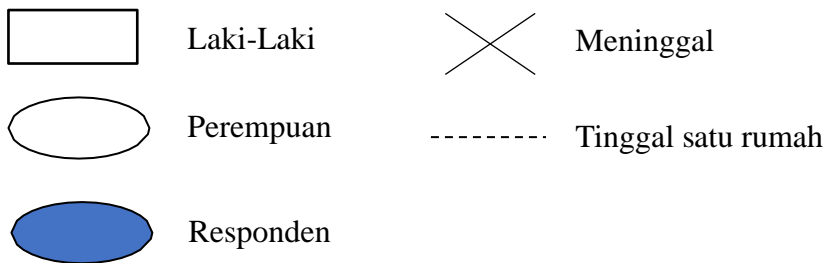 Laki-Laki
Meninggal
Perempuan
Tinggal satu rumah
Responden